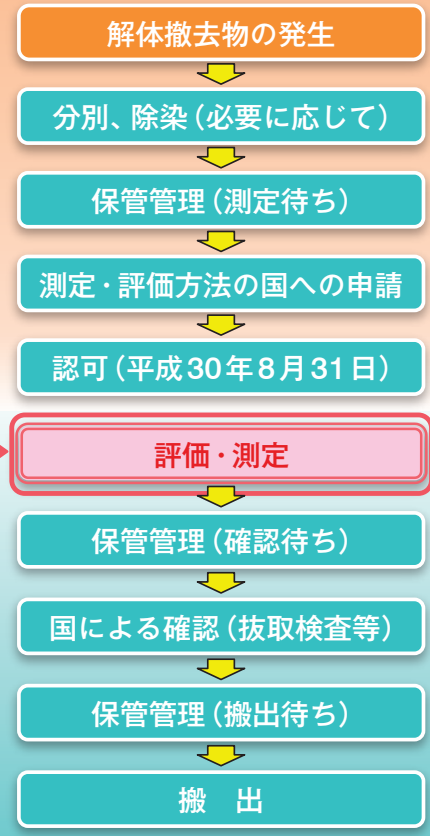 解体撤去物の発生
分別、除染（必要に応じて）
保管管理（測定待ち）
測定・評価方法の国への申請
認可（平成30年8月31日）
評価・測定
保管管理（確認待ち）
国による確認（抜取検査等）
保管管理（搬出待ち）
搬　出